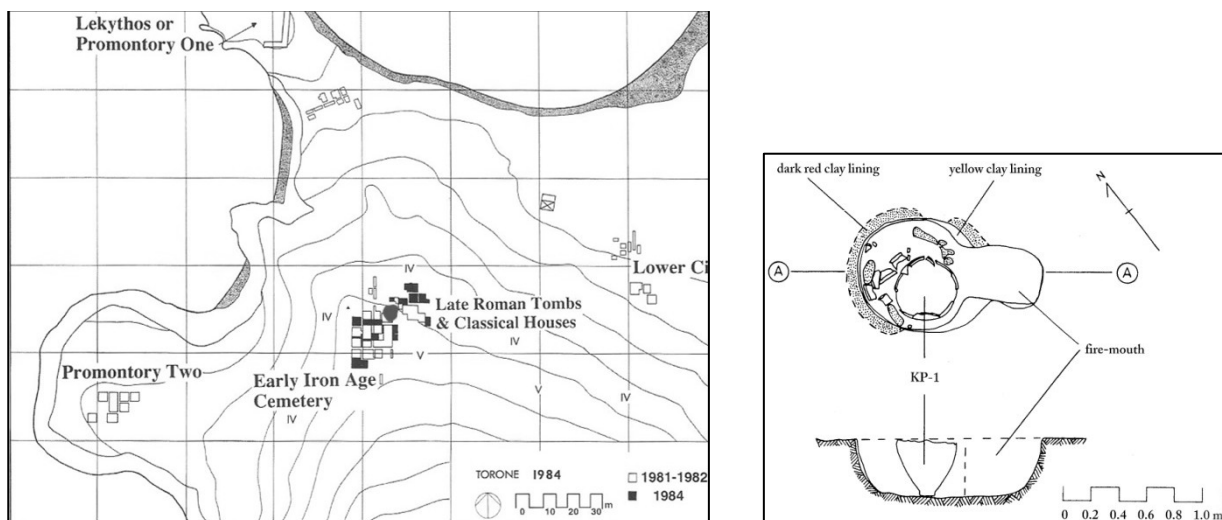 Lekythos or
Promontory One
IV
Lower Ci
IV
Late Roman Tombs
& Classical Houses
IV
V
Promontory Two
Early Iron Age
Cemetery
IV
V
IV
TORONE 1984
1981-1982
1984
0 10 20 30 m
dark red clay lining
yellow clay lining
N
A
A
fire-mouth
KP-1
0 0.2 0.4 0.6 0.8 1.0 m